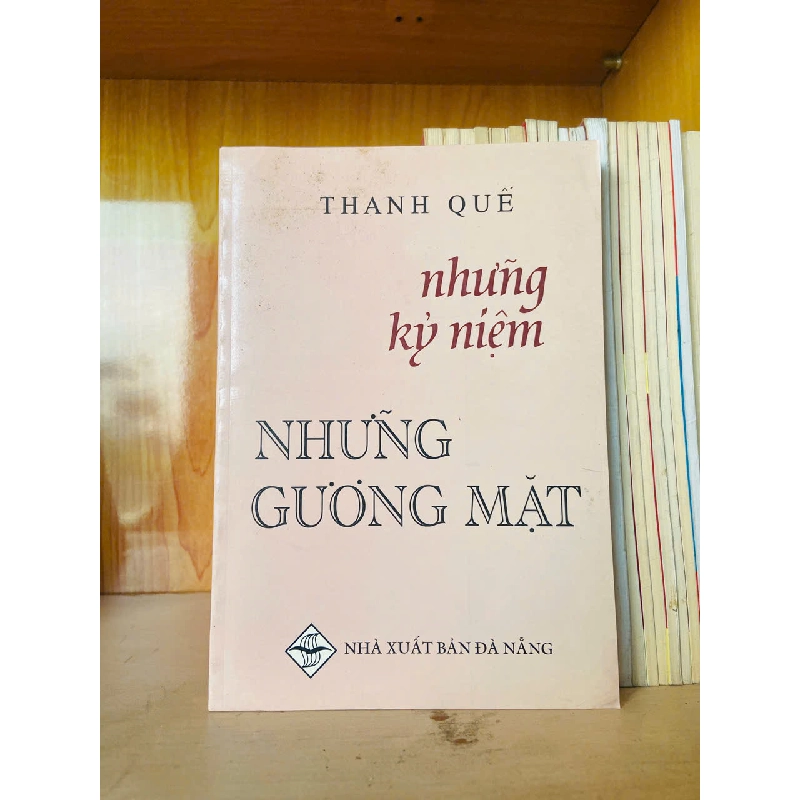 THANH QUẾ
những
kỷ niệm
NHỮNG
GƯƠNG MẶT
NHÀ XUẤT BẢN ĐÀ NẴNG